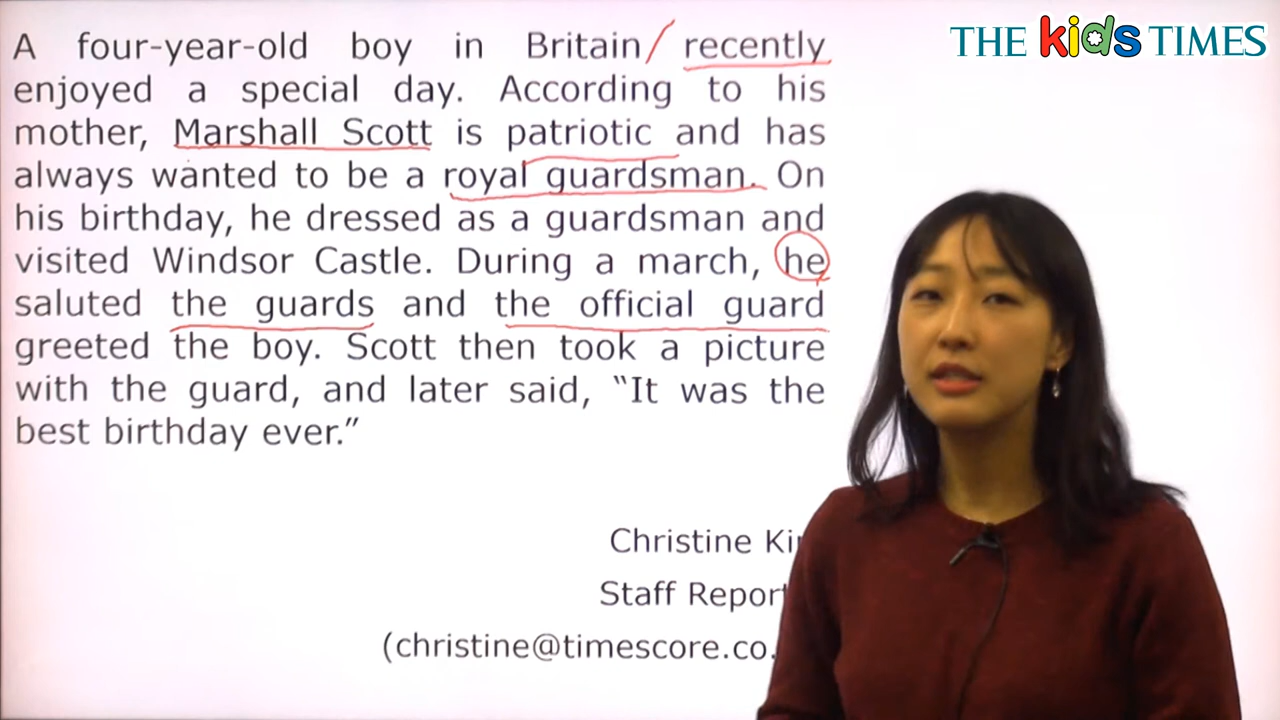 THE kids TIMES
A four-year-old boy in Britain recently
enjoyed a special day. According to his
mother, Marshall Scott is patriotic and has
always wanted to be a royal guardsman. On
his birthday, he dressed as a guardsman and
visited Windsor Castle. During a march, he
saluted the guards and the official guard
greeted the boy. Scott then took a picture
with the guard, and later said, “It was the
best birthday ever.”
Christine
Staff
(christine@timescore.co.